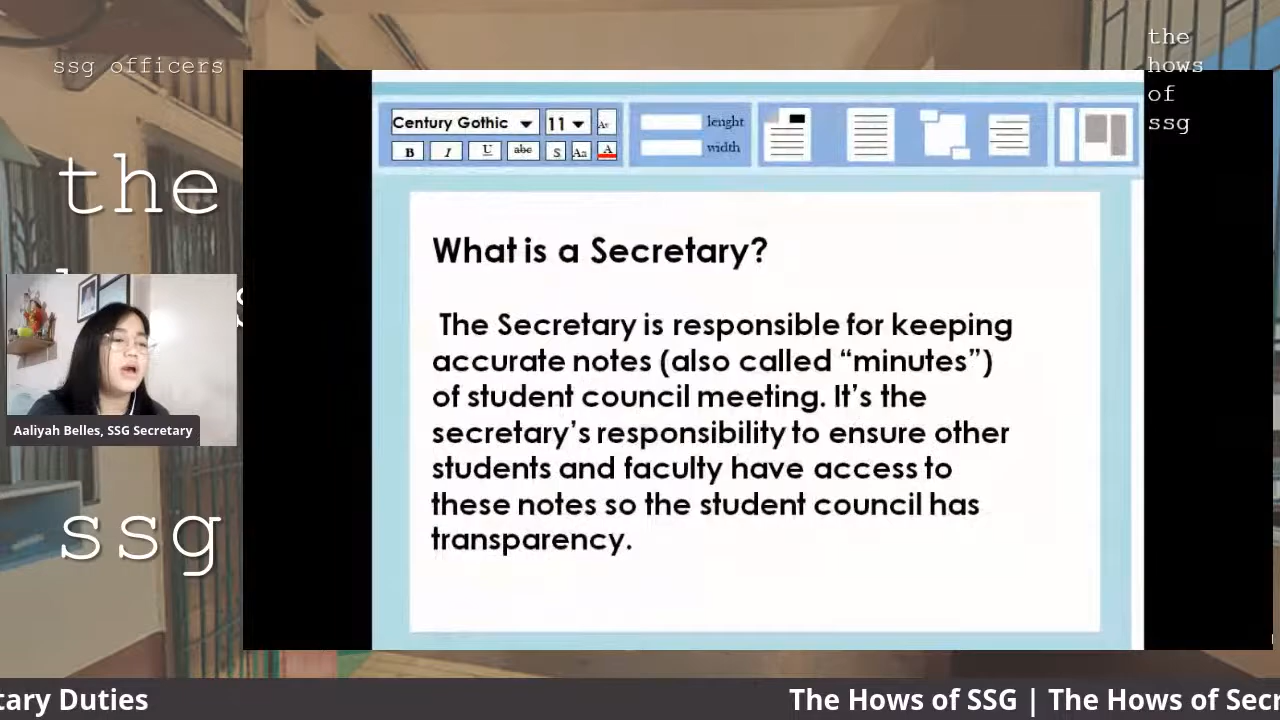 ssg officers
the
hows
of
ssg
the
ssg
Century Gothic
11
Av
lenght
B
I
U
abc
S
Aa
A
width
What is a Secretary?
The Secretary is responsible for keeping
accurate notes (also called “minutes”)
of student council meeting. It’s the
secretary’s responsibility to ensure other
students and faculty have access to
these notes so the student council has
transparency.
Aaliyah Belles, SSG Secretary
tary Duties
The Hows of SSG | The Hows of Secr